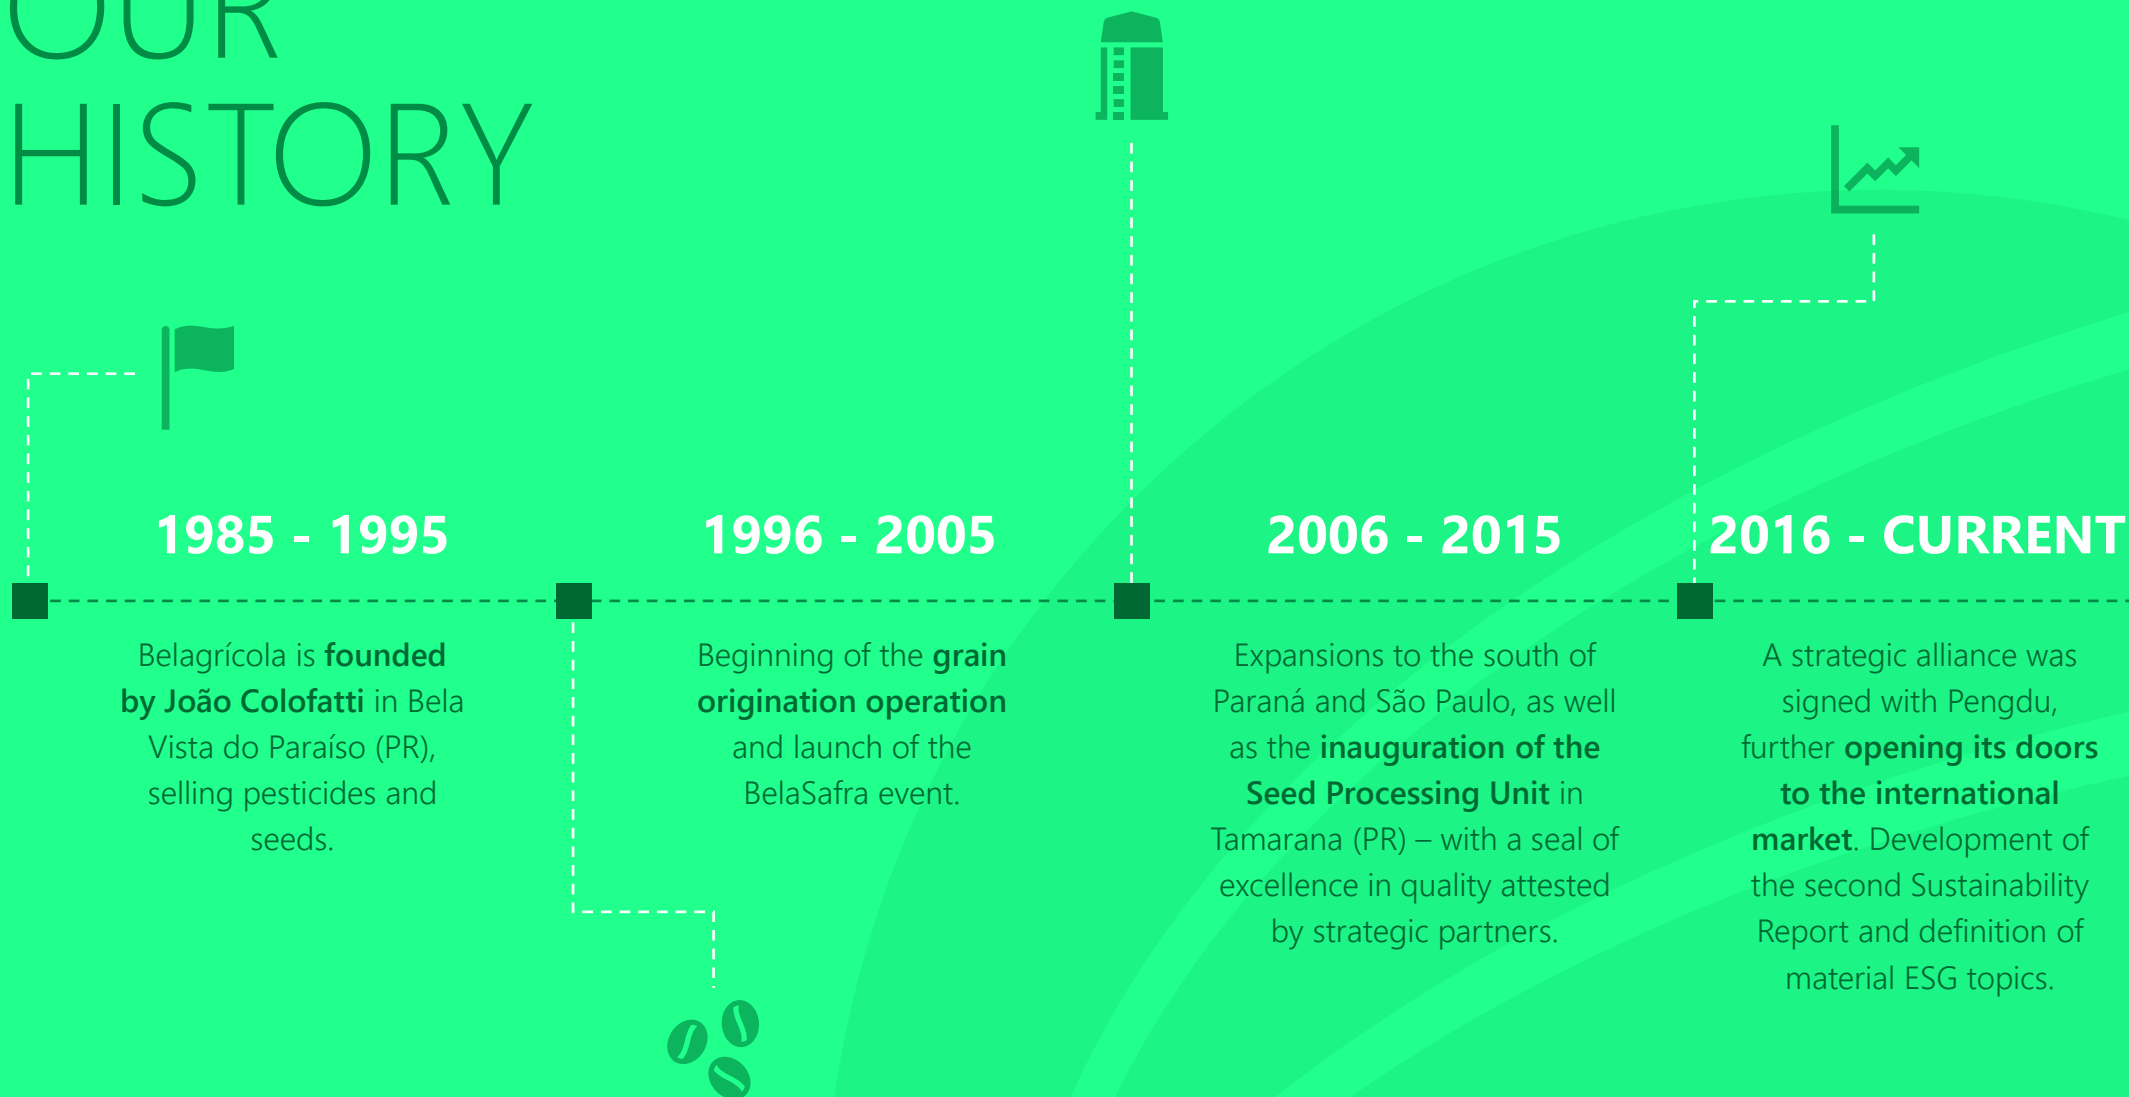 OUR
HISTORY
1985 - 1995
Belagrícola is founded
by João Colofatti in Bela
Vista do Paraíso (PR),
selling pesticides and
seeds.
1996 - 2005
Beginning of the grain
origination operation
and launch of the
BelaSafra event.
2006 - 2015
Expansions to the south of
Paraná and São Paulo, as well
as the inauguration of the
Seed Processing Unit in
Tamarana (PR) – with a seal of
excellence in quality attested
by strategic partners.
2016 - CURRENT
A strategic alliance was
signed with Pengdu,
further opening its doors
to the international
market. Development of
the second Sustainability
Report and definition of
material ESG topics.